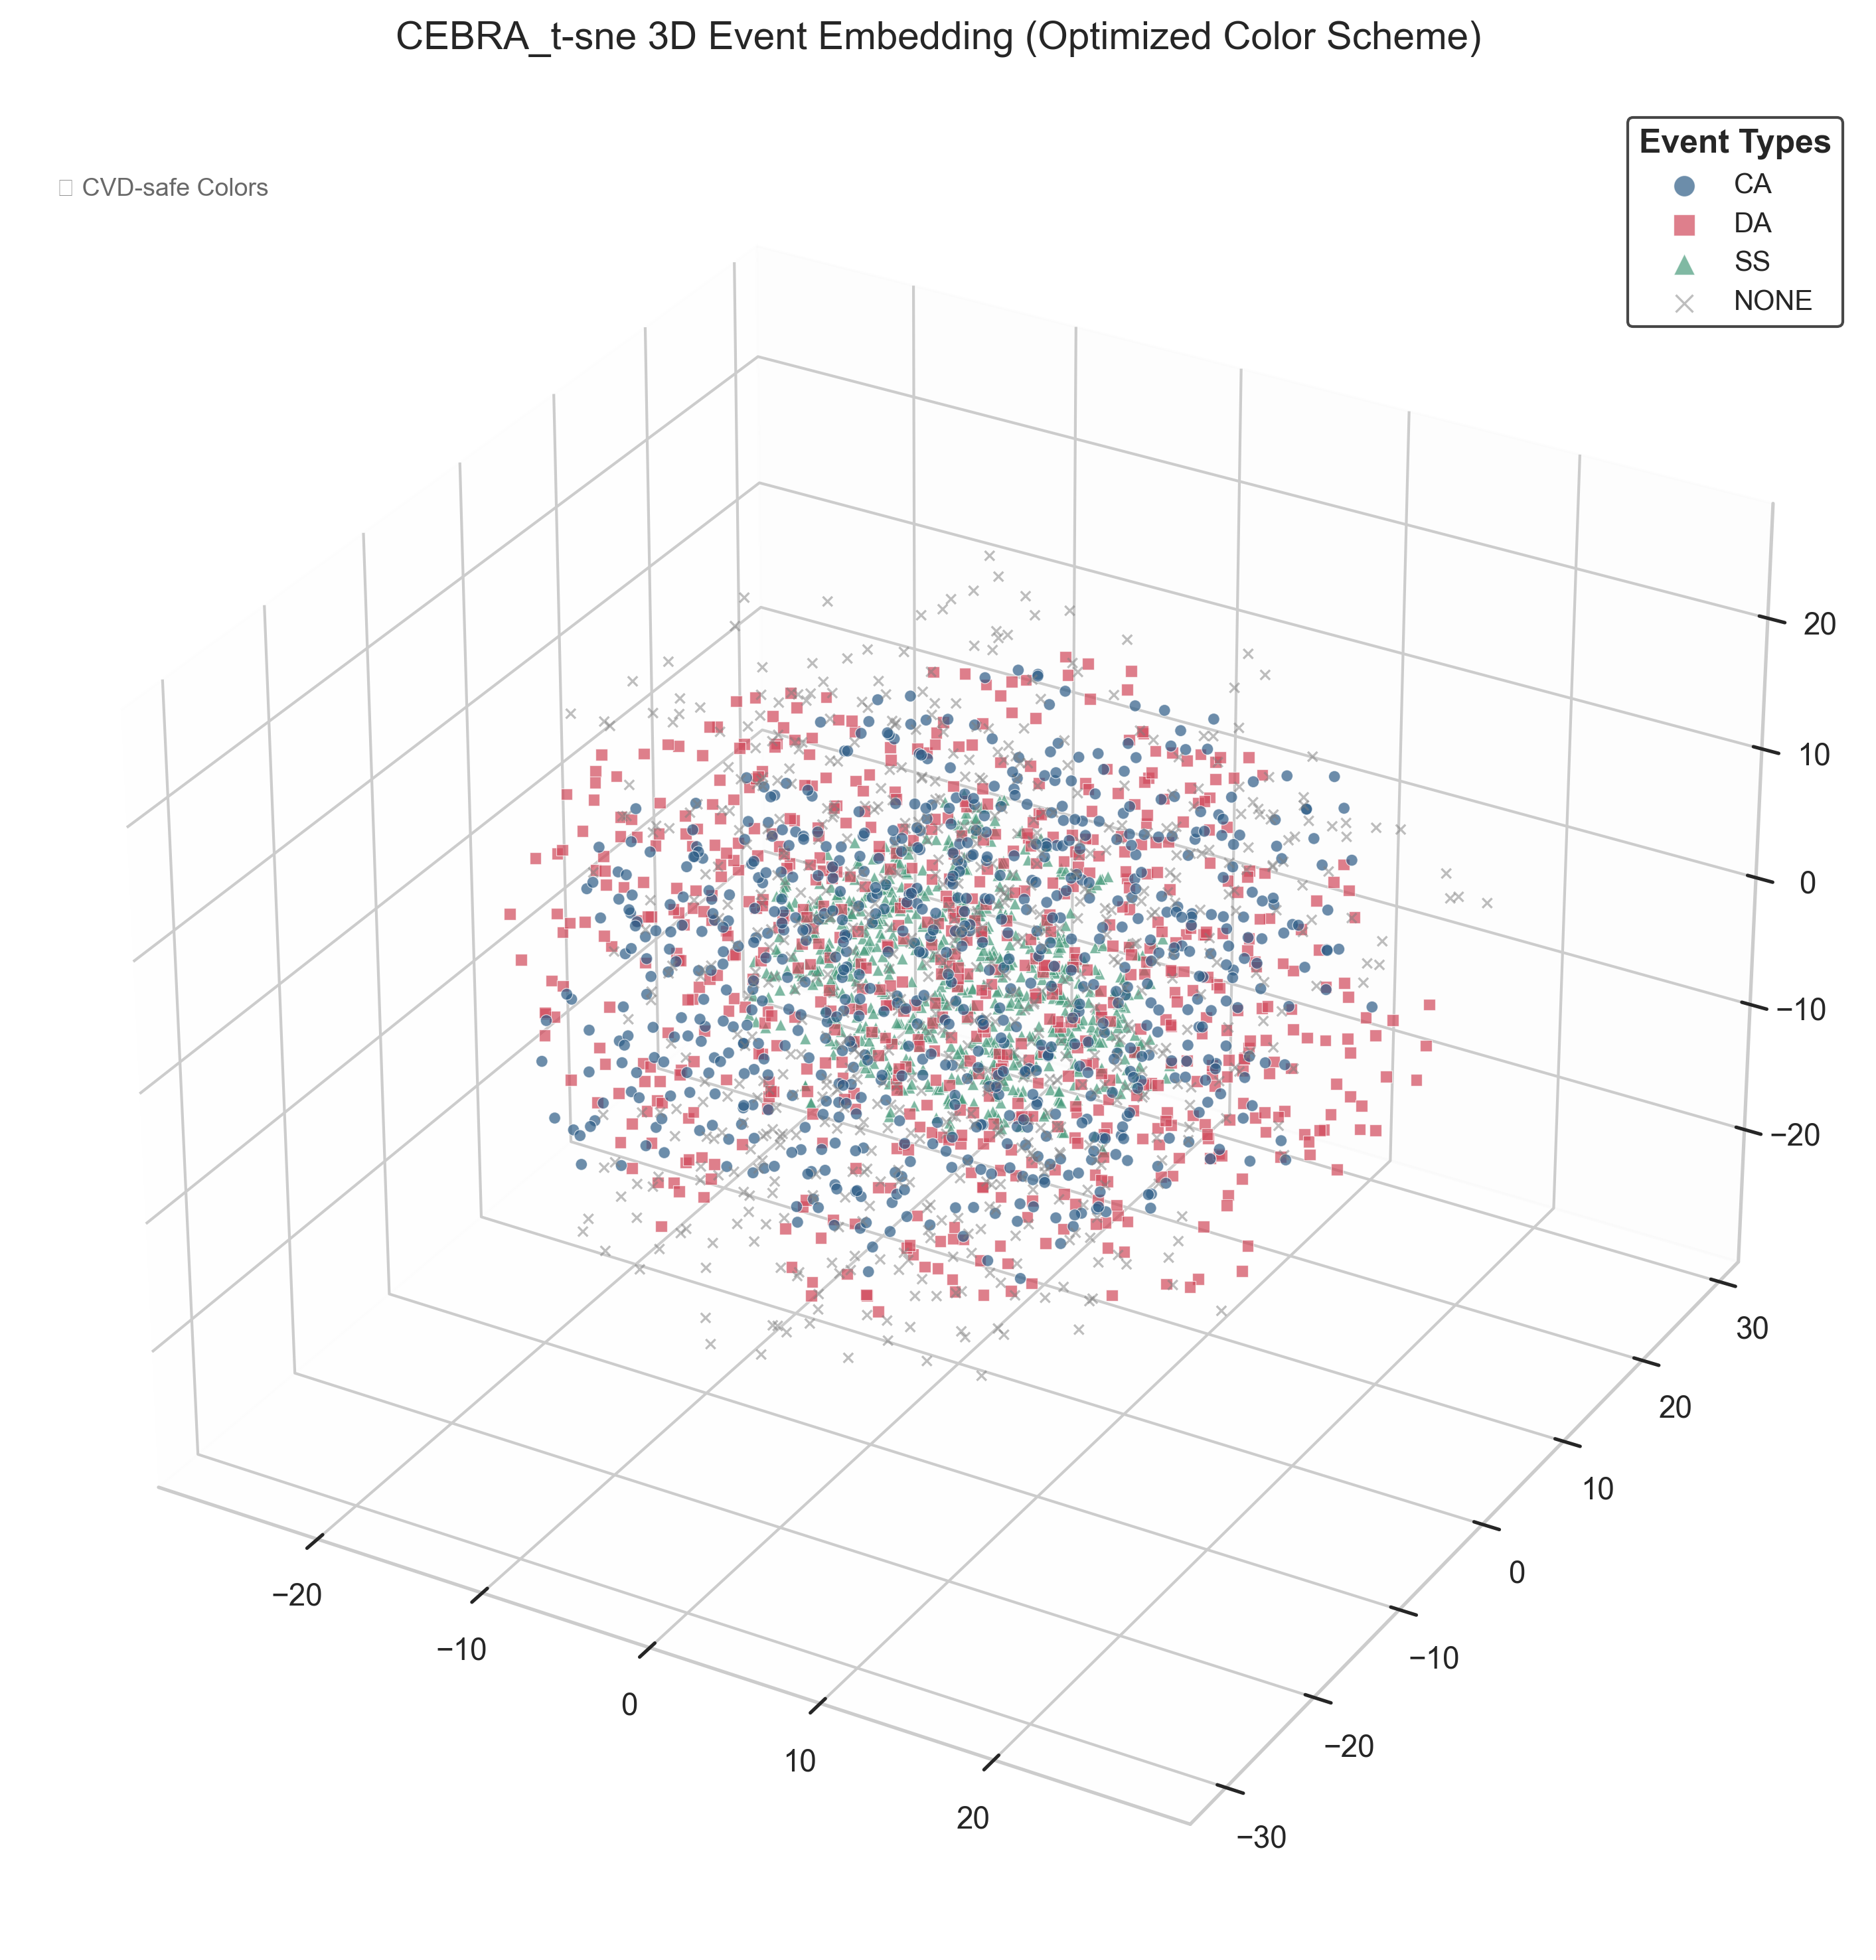 CEBRA_t-sne 3D Event Embedding (Optimized Color Scheme)
Event Types
CA
DA
SS
NONE
CVD-safe Colors
20
10
0
−10
−20
30
20
10
0
−10
−20
−30
−20
−10
0
10
20